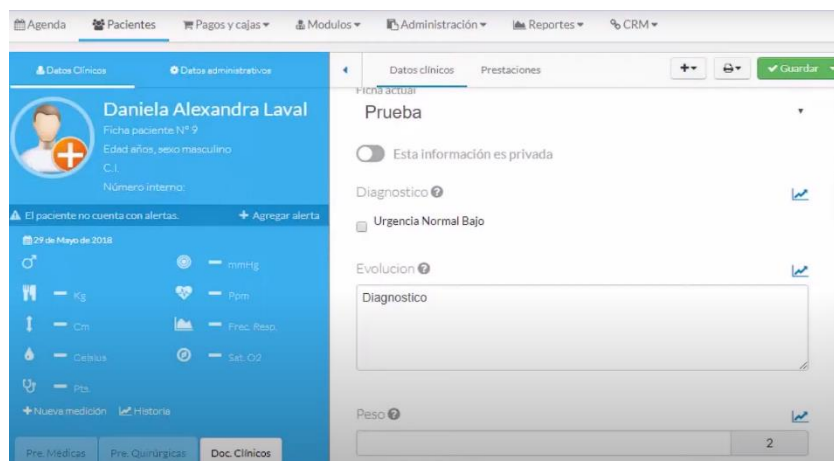 Agenda Pacientes Pagos y cajas Modulos Administración Reportes CRM
Datos Clínicos Datos administrativos
Daniela Alexandra Laval
Ficha paciente N° 9
Edad años, sexo masculino
C.I.
Número interno:
El paciente no cuenta con alertas. + Agregar alerta
29 de Mayo de 2018
mmHg
Kg Ppm
Cm Frec. Resp.
Celsius Sat. O2
Pts.
+Nueva medición Historia
Pre. Médicas Pre. Quirúrgicas Doc. Clínicos
Datos clínicos Prestaciones Guardar
Ficha actual
Prueba
Esta información es privada
Diagnostico
Urgencia Normal Bajo
Evolucion
Diagnostico
Peso
2